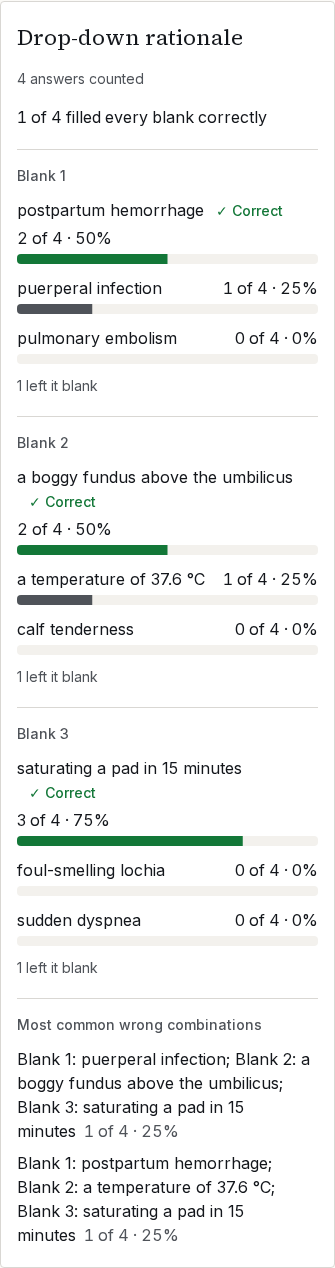 Drop-down rationale
4 answers counted
1 of 4 filled every blank correctly
Blank 1
postpartum hemorrhage ✓ Correct
2 of 4 · 50%
puerperal infection 1 of 4 · 25%
pulmonary embolism 0 of 4 · 0%
1 left it blank
Blank 2
a boggy fundus above the umbilicus
✓ Correct
2 of 4 · 50%
a temperature of 37.6 °C 1 of 4 · 25%
calf tenderness 0 of 4 · 0%
1 left it blank
Blank 3
saturating a pad in 15 minutes
✓ Correct
3 of 4 · 75%
foul-smelling lochia 0 of 4 · 0%
sudden dyspnea 0 of 4 · 0%
1 left it blank
Most common wrong combinations
Blank 1: puerperal infection; Blank 2: a
boggy fundus above the umbilicus;
Blank 3: saturating a pad in 15
minutes 1 of 4 · 25%
Blank 1: postpartum hemorrhage;
Blank 2: a temperature of 37.6 °C;
Blank 3: saturating a pad in 15
minutes 1 of 4 · 25%